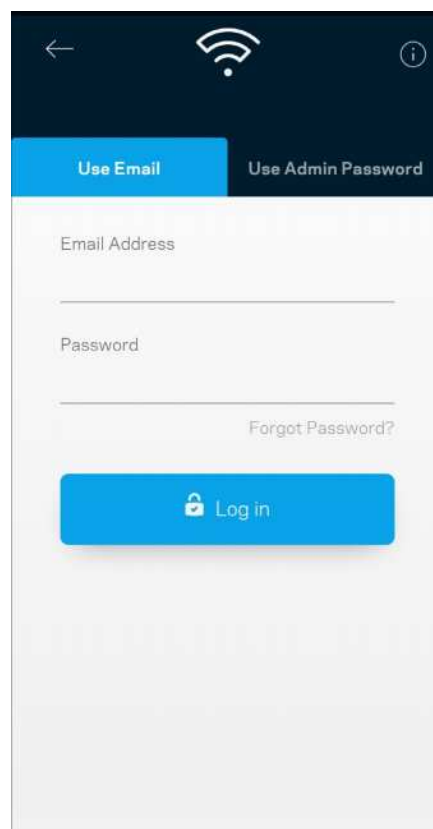 Use Email
Use Admin Password
Email Address
Password
Forgot Password?
Log in